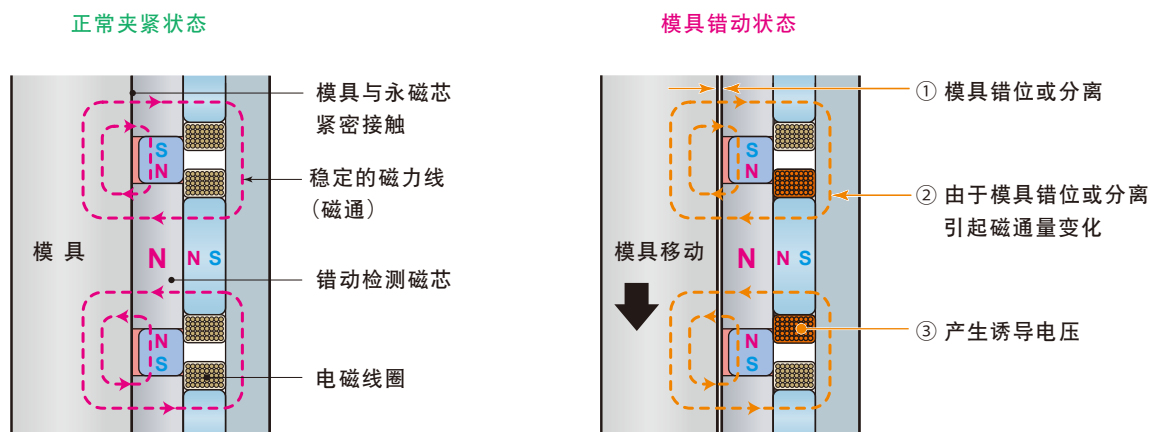 正常夹紧状态
模具与永磁芯
紧密接触
稳定的磁力线
（磁通）
错动检测磁芯
电磁线圈
模 具
S
N
N
N S
N
S
模具错动状态
① 模具错位或分离
② 由于模具错位或分离
引起磁通量变化
③ 产生诱导电压
模具移动
S
N
N
N S
N
S